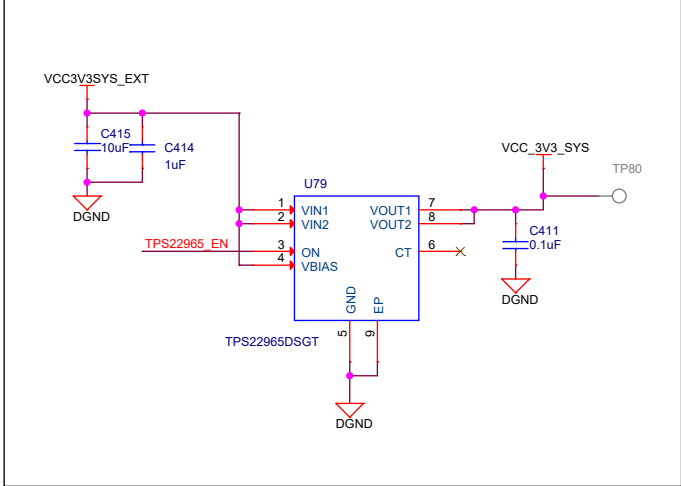 VCC3V3SYS_EXT
C415
10uF
C414
1uF
DGND
VCC_3V3_SYS
TP80
U79
1 VIN1 VOUT1 7
2 VIN2 VOUT2 8
TPS22965_EN 3 ON CT 6
4 VBIAS
C411
0.1uF
DGND
GND EP
5 9
TPS22965DSGT
DGND